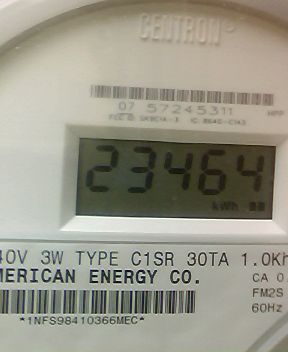 CENTRON®
07 57245311
23464
kWh
40V 3W TYPE C1SR 30TA 1.0Kh
MERICAN ENERGY CO.
CA 0.
FM2S
60Hz
*1NFS98410366MEC*